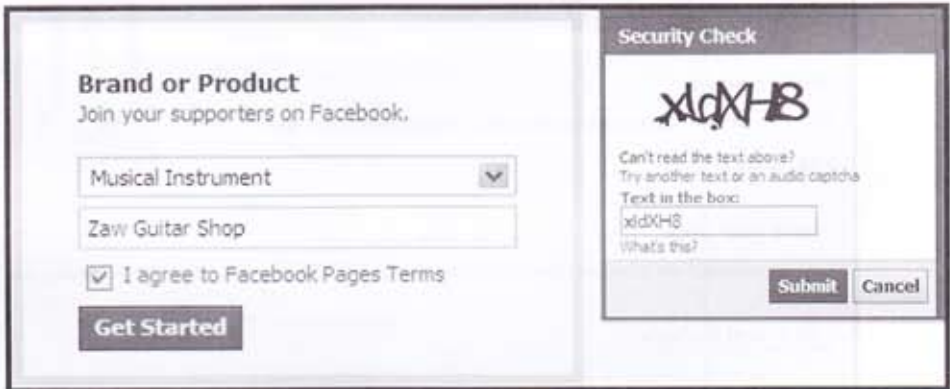 Brand or Product
Join your supporters on Facebook.
Musical Instrument
Zaw Guitar Shop
I agree to Facebook Pages Terms
Get Started
Security Check
xldXH8
Can't read the text above?
Try another text or an audio captcha
Text in the box:
xldXH8
What's this?
Submit Cancel